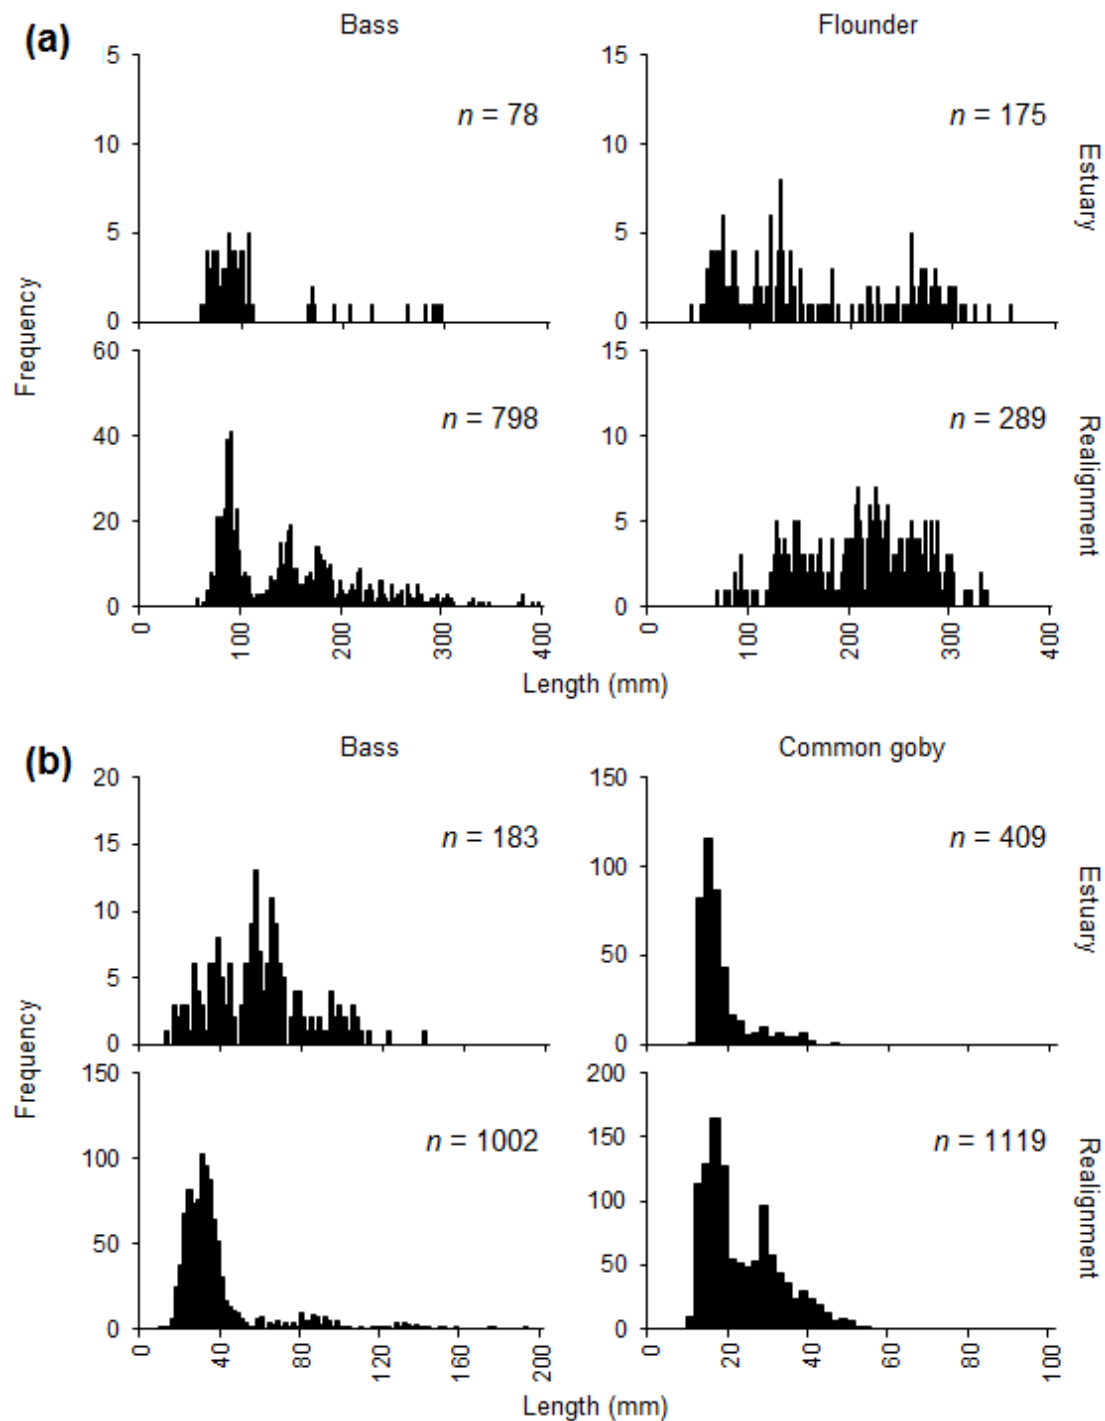 (a)
Bass
Flounder
5
10
5
0
n = 78
15
10
5
0
n = 175
Estuary
Frequency
60
40
20
0
n = 798
15
10
5
0
n = 289
Realignment
0 100 200 300 400
0 100 200 300 400
Length (mm)
(b)
Bass
Common goby
20
15
10
5
0
n = 183
150
100
50
0
n = 409
Estuary
Frequency
150
100
50
0
n = 1002
200
150
100
50
0
n = 1119
Realignment
0 40 80 120 160 200
0 20 40 60 80 100
Length (mm)